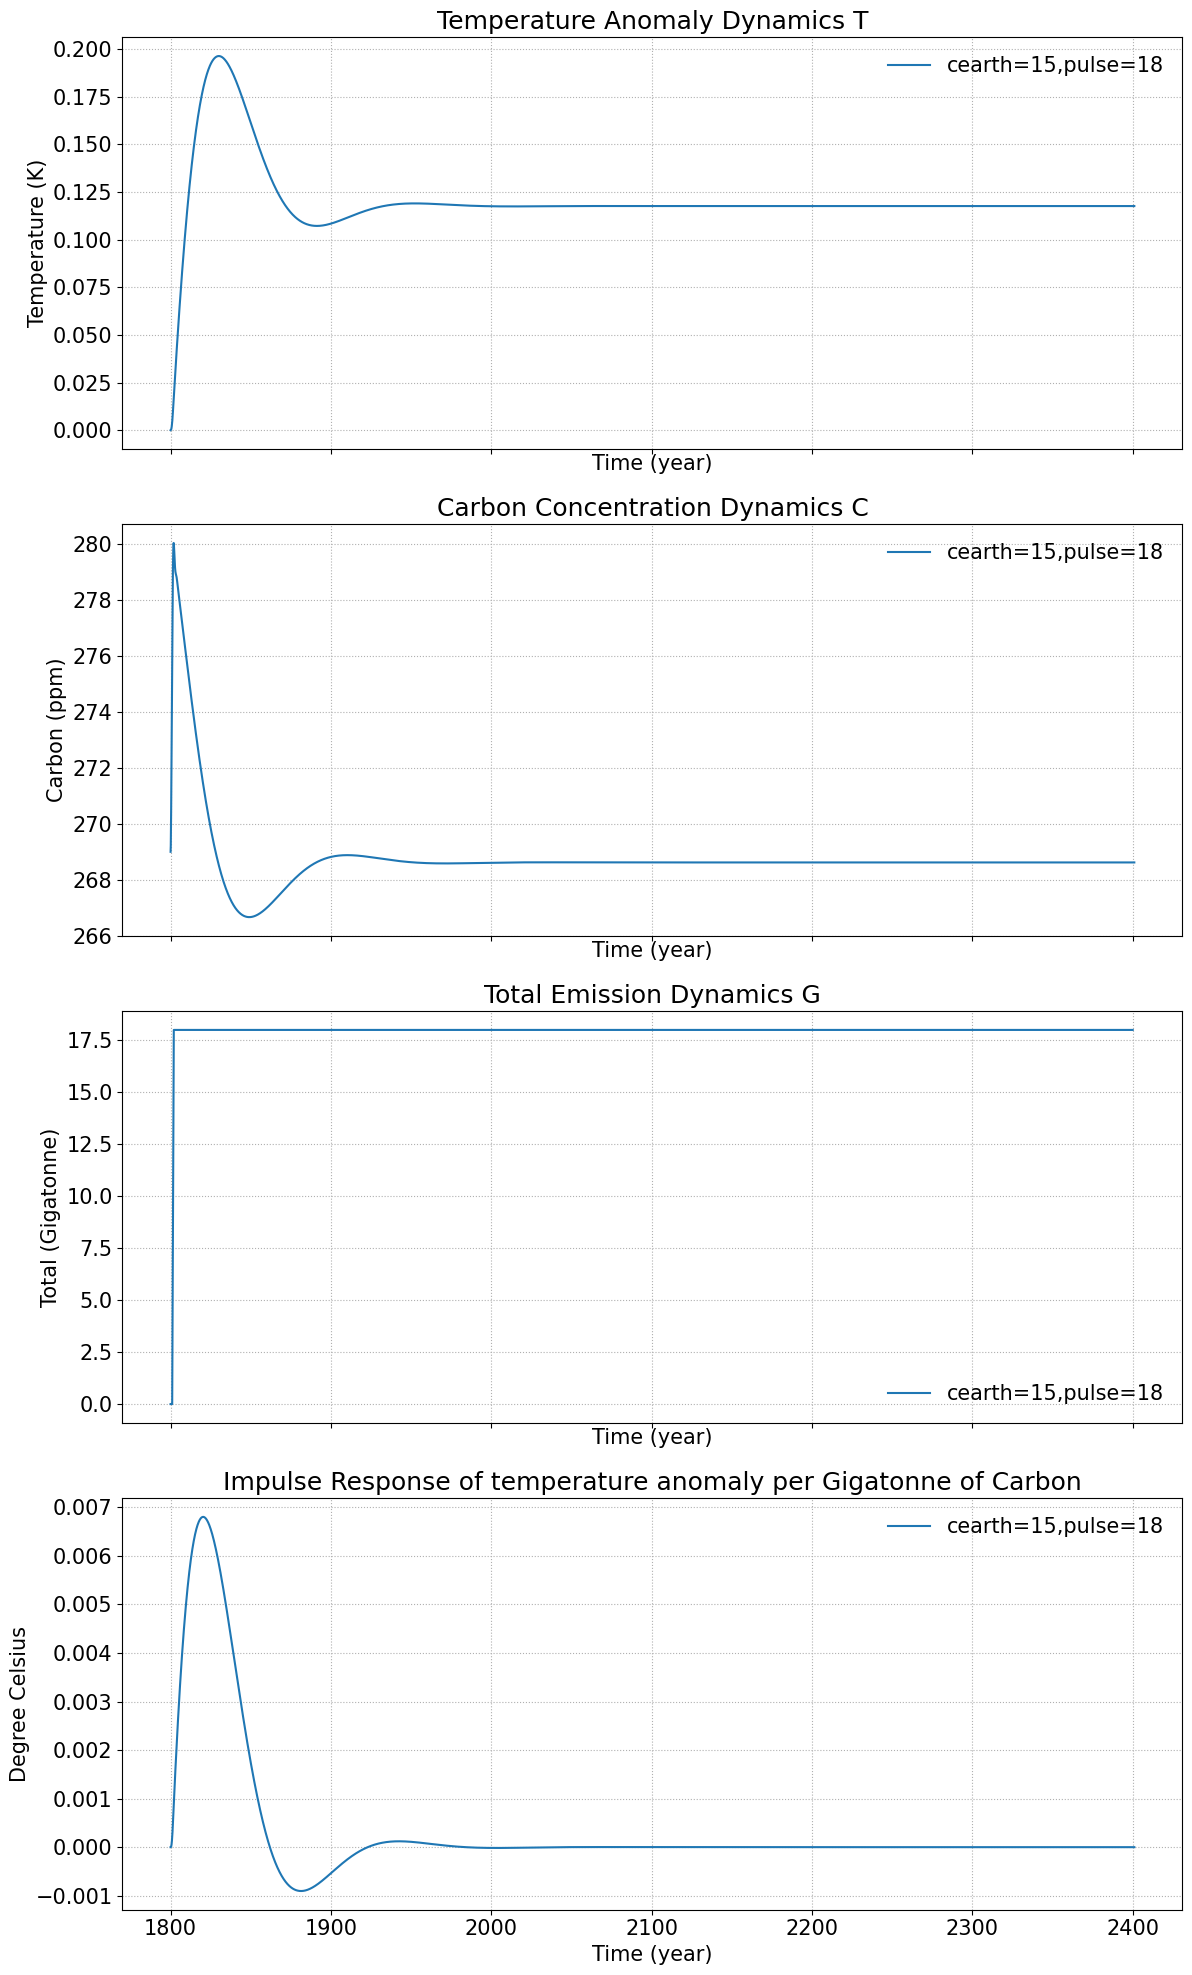 Temperature Anomaly Dynamics T
cearth=15,pulse=18
Temperature (K)
0.200
0.175
0.150
0.125
0.100
0.075
0.050
0.025
0.000
Time (year)
Carbon Concentration Dynamics C
cearth=15,pulse=18
Carbon (ppm)
280
278
276
274
272
270
268
266
Time (year)
Total Emission Dynamics G
Total (Gigatonne)
17.5
15.0
12.5
10.0
7.5
5.0
2.5
0.0
cearth=15,pulse=18
Time (year)
Impulse Response of temperature anomaly per Gigatonne of Carbon
cearth=15,pulse=18
Degree Celsius
0.007
0.006
0.005
0.004
0.003
0.002
0.001
0.000
−0.001
1800 1900 2000 2100 2200 2300 2400
Time (year)